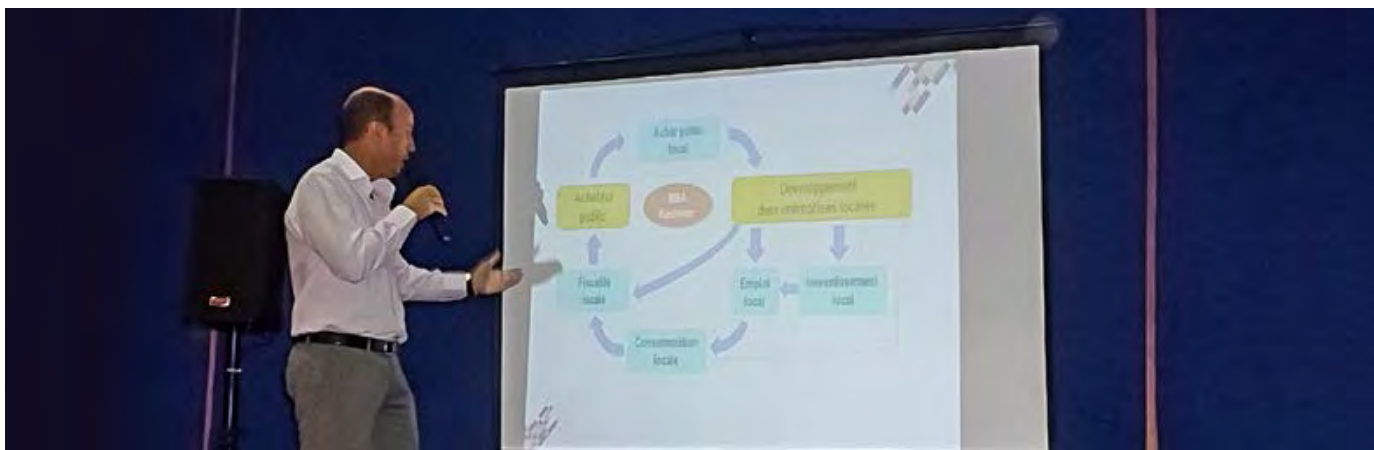 Achat public
local
Acheteur
public
Développement
des entreprises locales
Fiscalité
locale
Emploi
local
Investissement
local
Consommation
locale